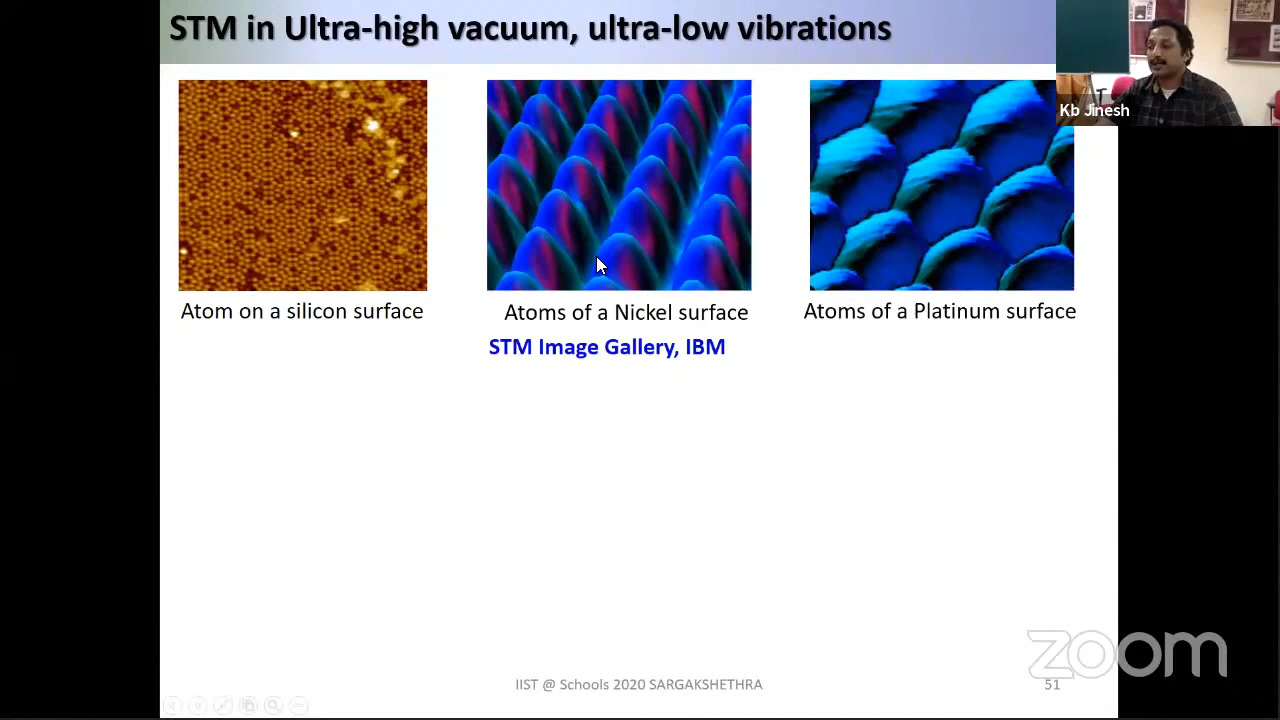 STM in Ultra-high vacuum, ultra-low vibrations
Kb Jinesh
Atom on a silicon surface
Atoms of a Nickel surface
Atoms of a Platinum surface
STM Image Gallery, IBM
zoom
IIST @ Schools 2020 SARGAKSHETHRA
51